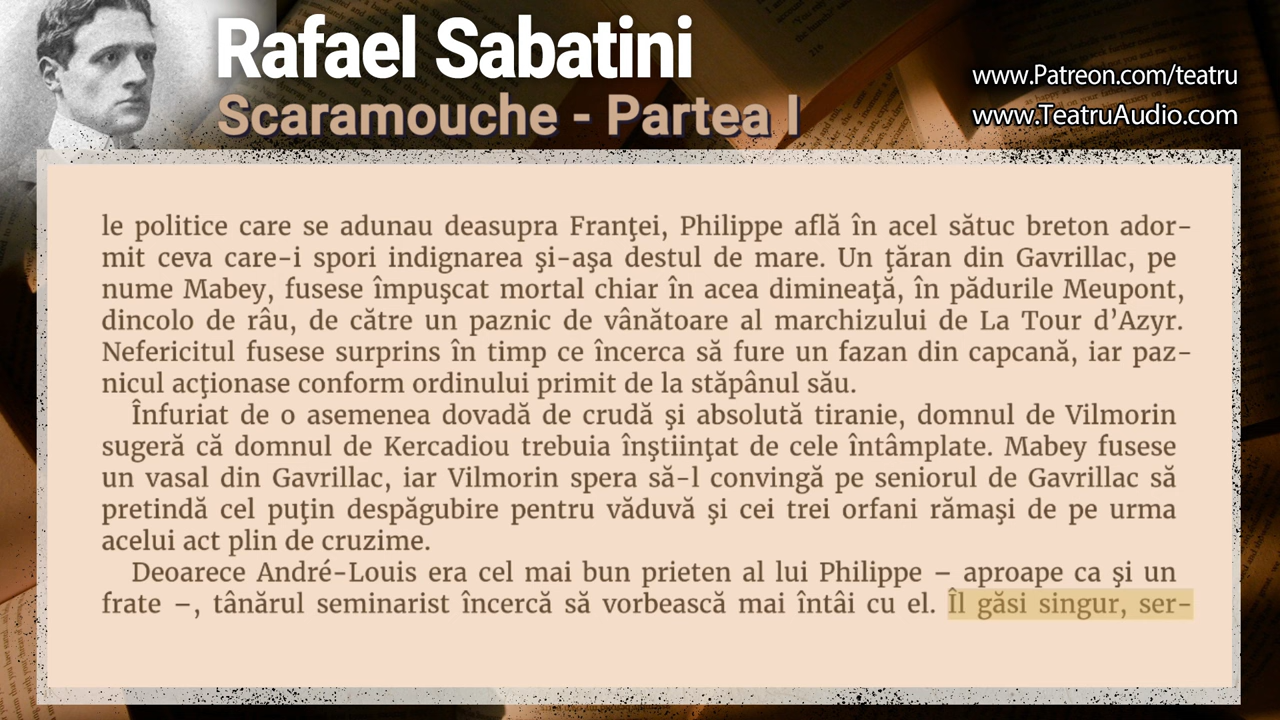 Rafael Sabatini
Scaramouche - Partea I
www.Patreon.com/teatru
www.TeatruAudio.com
le politice care se adunau deasupra Franţei, Philippe află în acel sătuc breton ador-
mit ceva care-i spori indignarea şi-aşa destul de mare. Un ţăran din Gavrillac, pe
nume Mabey, fusese împuşcat mortal chiar în acea dimineaţă, în pădurile Meupont,
dincolo de râu, de către un paznic de vânătoare al marchizului de La Tour d’Azyr.
Nefericitul fusese surprins în timp ce încerca să fure un fazan din capcană, iar paz-
nicul acţionase conform ordinului primit de la stăpânul său.
Înfuriat de o asemenea dovadă de crudă şi absolută tiranie, domnul de Vilmorin
sugeră că domnul de Kercadiou trebuia înştiinţat de cele întâmplate. Mabey fusese
un vasal din Gavrillac, iar Vilmorin spera să-l convingă pe seniorul de Gavrillac să
pretindă cel puţin despăgubire pentru văduvă şi cei trei orfani rămaşi de pe urma
acelui act plin de cruzime.
Deoarece André-Louis era cel mai bun prieten al lui Philippe – aproape ca şi un
frate –, tânărul seminarist încercă să vorbească mai întâi cu el. Îl găsi singur, ser-